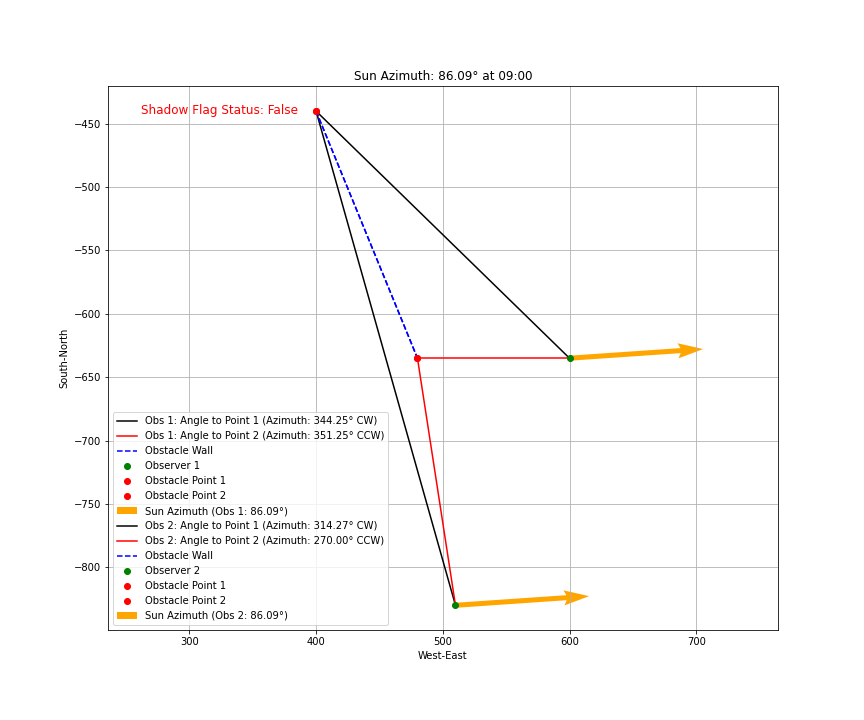 Sun Azimuth: 86.09° at 09:00
Shadow Flag Status: False
−450
−500
−550
−600
−650
−700
−750
−800
South-North
Obs 1: Angle to Point 1 (Azimuth: 344.25° CW)
Obs 1: Angle to Point 2 (Azimuth: 351.25° CCW)
Obstacle Wall
Observer 1
Obstacle Point 1
Obstacle Point 2
Sun Azimuth (Obs 1: 86.09°)
Obs 2: Angle to Point 1 (Azimuth: 314.27° CW)
Obs 2: Angle to Point 2 (Azimuth: 270.00° CCW)
Obstacle Wall
Observer 2
Obstacle Point 1
Obstacle Point 2
Sun Azimuth (Obs 2: 86.09°)
300 400 500 600 700
West-East